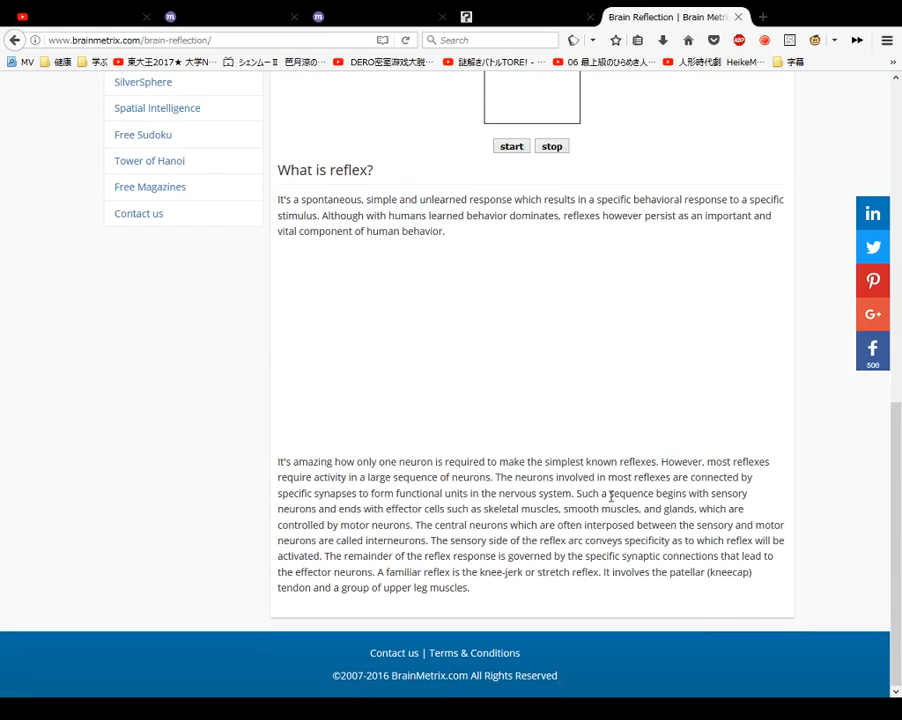 Brain Reflection | Brain Metri
www.brainmetrix.com/brain-reflection/
Search
MV 健康 学ぶ 東大王2017★ 大学N... シェンムーⅡ 芭月涼の... DERO密室游戏大脱... 謎解きバトルTORE! -... 06 最上級のひらめき人... 人形時代劇 HeikeM... 字幕
SilverSphere
Spatial Intelligence
Free Sudoku
Tower of Hanoi
Free Magazines
Contact us
start stop
What is reflex?
It's a spontaneous, simple and unlearned response which results in a specific behavioral response to a specific
stimulus. Although with humans learned behavior dominates, reflexes however persist as an important and
vital component of human behavior.
It's amazing how only one neuron is required to make the simplest known reflexes. However, most reflexes
require activity in a large sequence of neurons. The neurons involved in most reflexes are connected by
specific synapses to form functional units in the nervous system. Such a sequence begins with sensory
neurons and ends with effector cells such as skeletal muscles, smooth muscles, and glands, which are
controlled by motor neurons. The central neurons which are often interposed between the sensory and motor
neurons are called interneurons. The sensory side of the reflex arc conveys specificity as to which reflex will be
activated. The remainder of the reflex response is governed by the specific synaptic connections that lead to
the effector neurons. A familiar reflex is the knee-jerk or stretch reflex. It involves the patellar (kneecap)
tendon and a group of upper leg muscles.
in
G+
f
506
Contact us | Terms & Conditions
©2007-2016 BrainMetrix.com All Rights Reserved